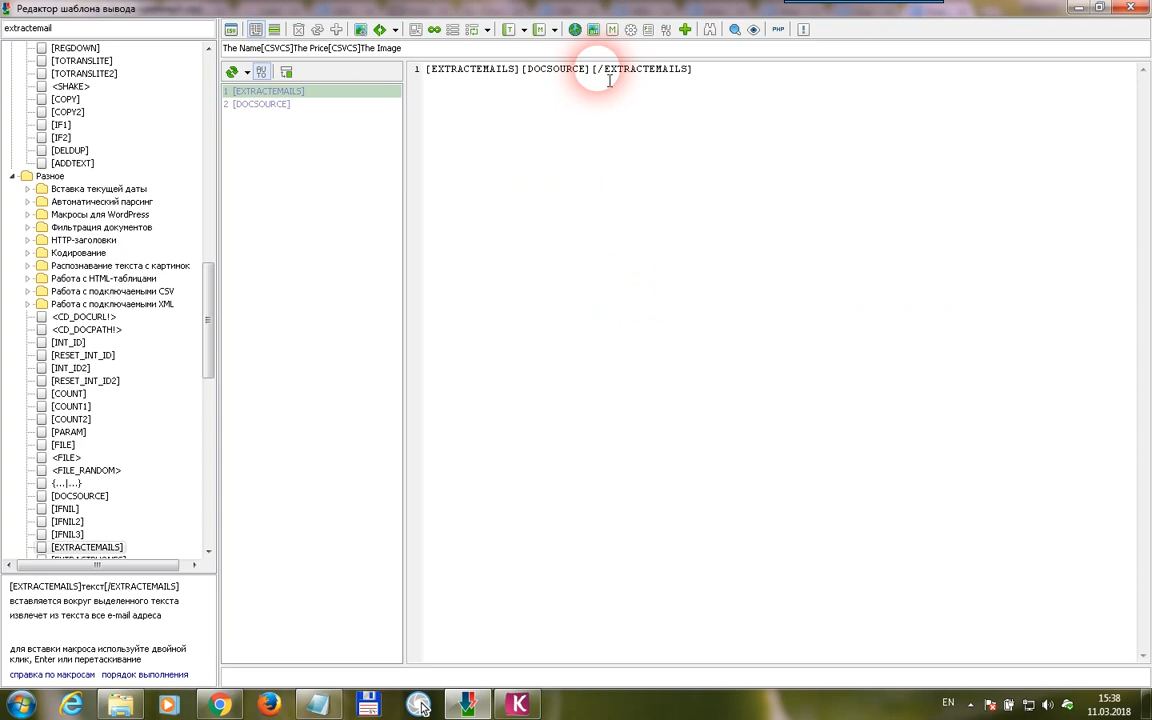 Редактор шаблона вывода
extractemail
The Name[CSVCS]The Price[CSVCS]The Image
[REGDOWN]
[TOTRANSLITE]
[TOTRANSLITE2]
<SHAKE>
[COPY]
[COPY2]
[IF1]
[IF2]
[DELDUP]
[ADDTEXT]
Разное
Вставка текущей даты
Автоматический парсинг
Макросы для WordPress
Фильтрация документов
HTTP-заголовки
Кодирование
Распознавание текста с картинок
Работа с HTML-таблицами
Работа с подключаемыми CSV
Работа с подключаемыми XML
<CD_DOCURL!>
<CD_DOCPATH!>
[INT_ID]
[RESET_INT_ID]
[INT_ID2]
[RESET_INT_ID2]
[COUNT]
[COUNT1]
[COUNT2]
[PARAM]
[FILE]
<FILE>
<FILE_RANDOM>
{...|...}
[DOCSOURCE]
[IFNIL]
[IFNIL2]
[IFNIL3]
[EXTRACTEMAILS]
1 [EXTRACTEMAILS]
2 [DOCSOURCE]
1 [EXTRACTEMAILS][DOCSOURCE][/EXTRACTEMAILS]
PHP
[EXTRACTEMAILS]текст[/EXTRACTEMAILS]
вставляется вокруг выделенного текста
извлечет из текста все e-mail адреса
для вставки макроса используйте двойной
клик, Enter или перетаскивание
справка по макросам порядок выполнения
EN
15:38
11.03.2018